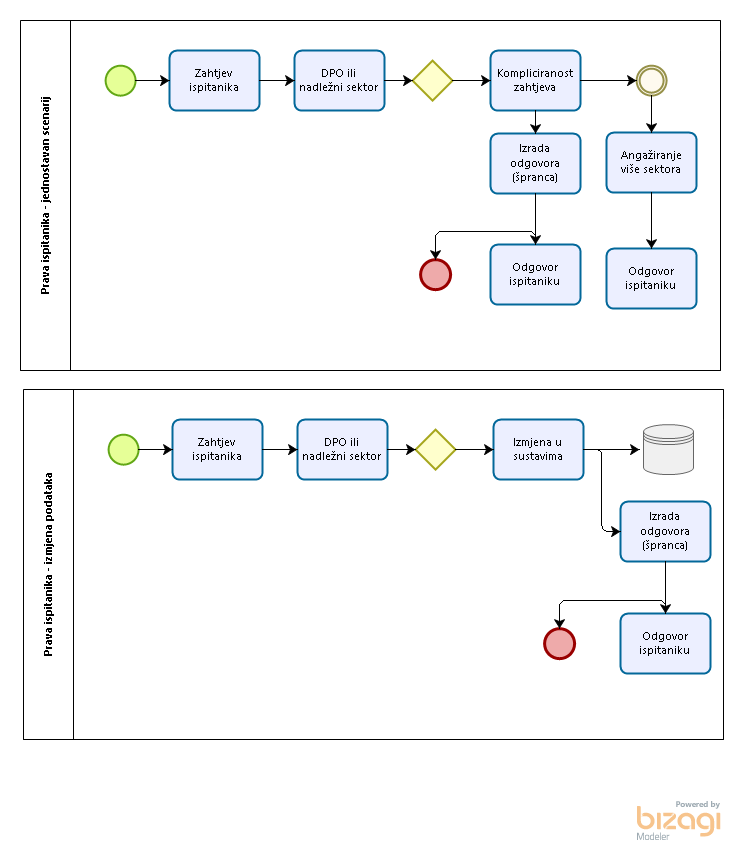 Prava ispitanika - jednostavan scenarij
Zahtjev
ispitanika
DPO ili
nadležni sektor
Kompliciranost
zahtjeva
Izrada
odgovora
(špranca)
Angažiranje
više sektora
Odgovor
ispitaniku
Odgovor
ispitaniku
Prava ispitanika - izmjena podataka
Zahtjev
ispitanika
DPO ili
nadležni sektor
Izmjena u
sustavima
Izrada
odgovora
(špranca)
Odgovor
ispitaniku
Powered by
bizagi
Modeler